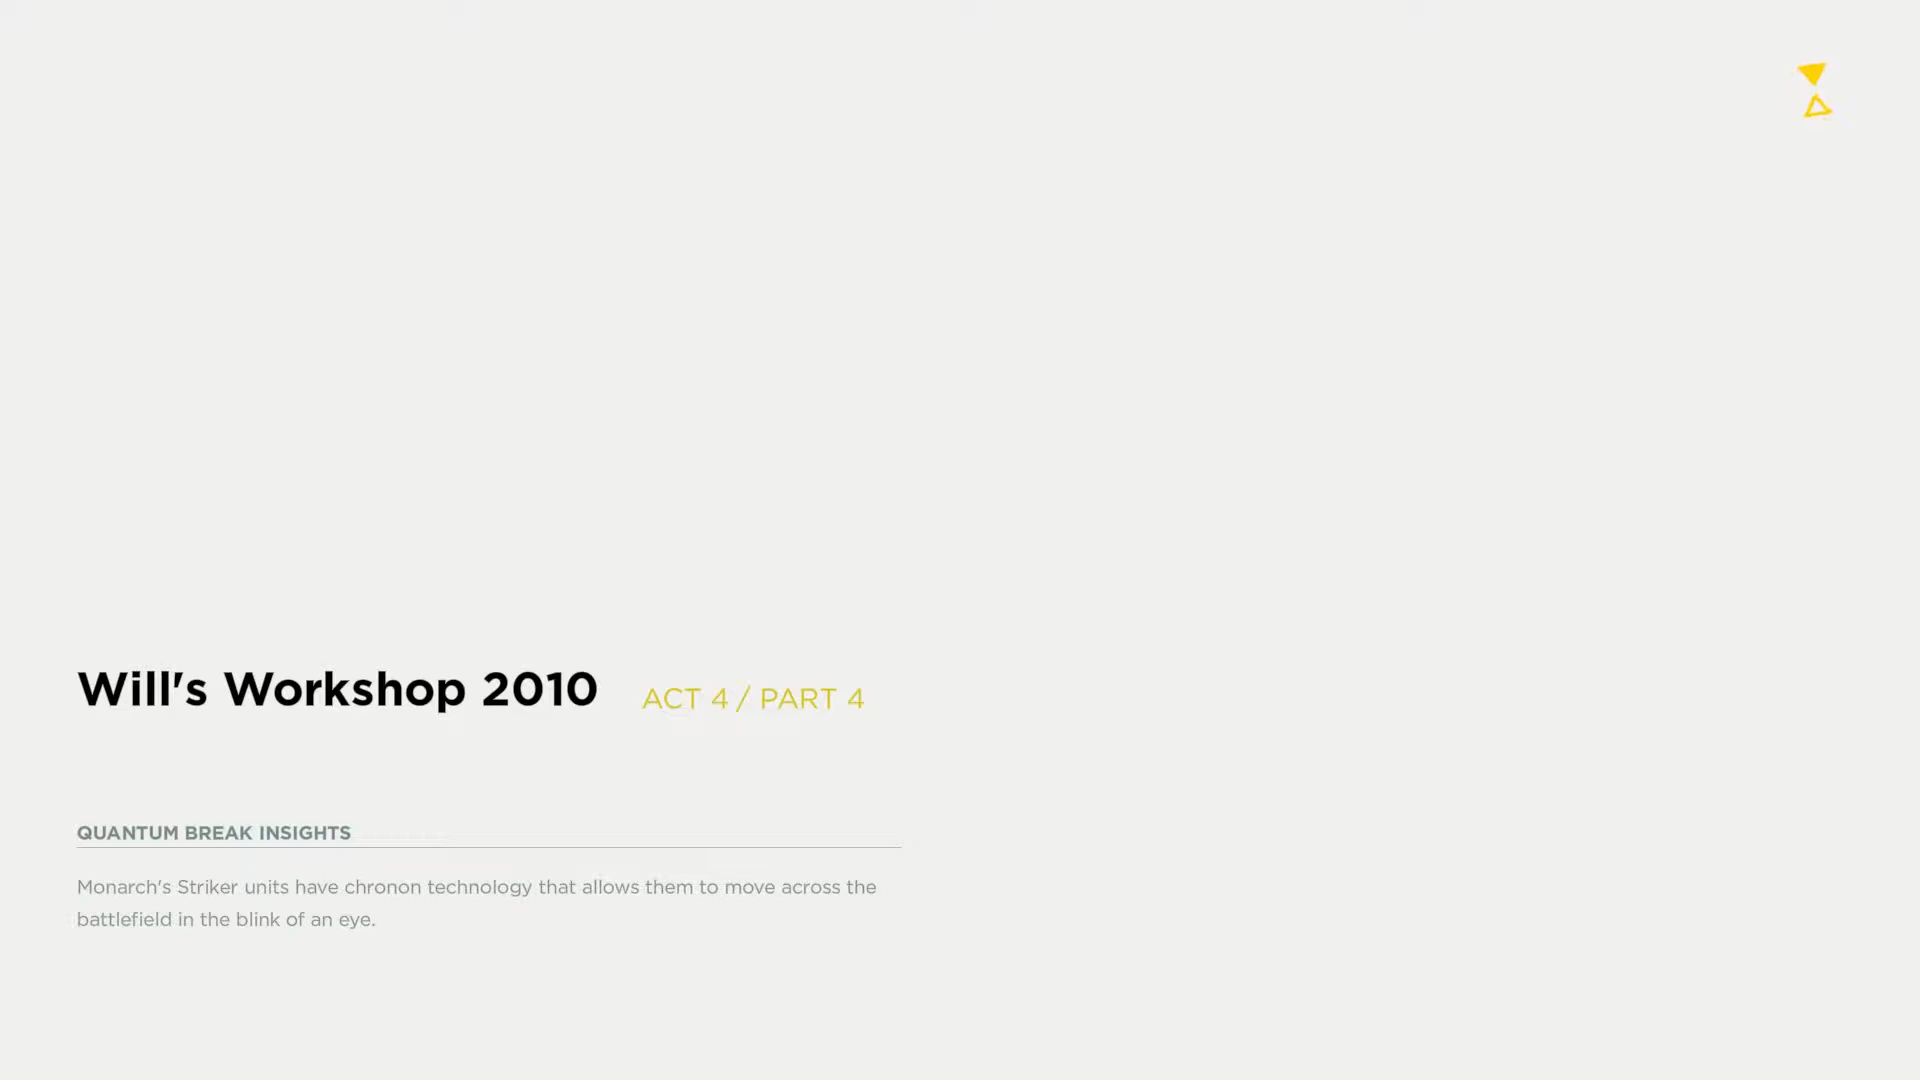 Will's Workshop 2010 ACT 4 / PART 4
QUANTUM BREAK INSIGHTS
Monarch's Striker units have chronon technology that allows them to move across the
battlefield in the blink of an eye.